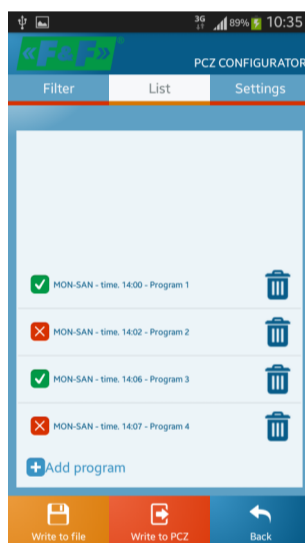 3G 89% 10:35
«F&F»®
PCZ CONFIGURATOR
Filter List Settings
MON-SAN - time. 14:00 - Program 1
MON-SAN - time. 14:02 - Program 2
MON-SAN - time. 14:06 - Program 3
MON-SAN - time. 14:07 - Program 4
Add program
Write to file Write to PCZ Back